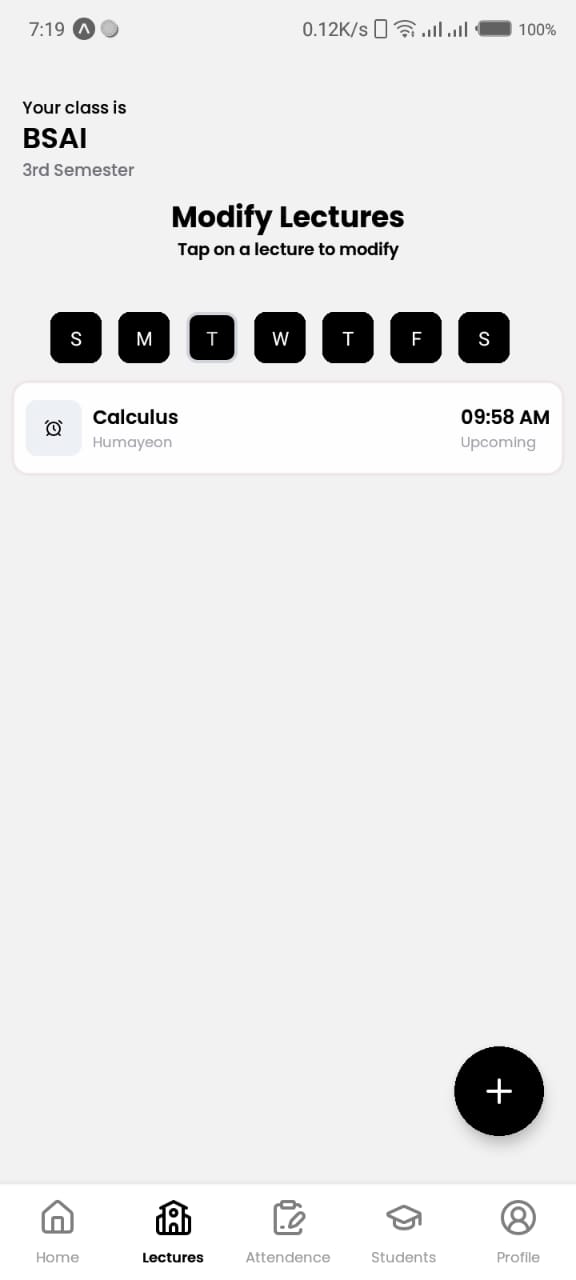 7:19 0.12K/s 100%
Your class is
BSAI
3rd Semester
Modify Lectures
Tap on a lecture to modify
S M T W T F S
Calculus 09:58 AM
Humayeon Upcoming
Home Lectures Attendence Students Profile